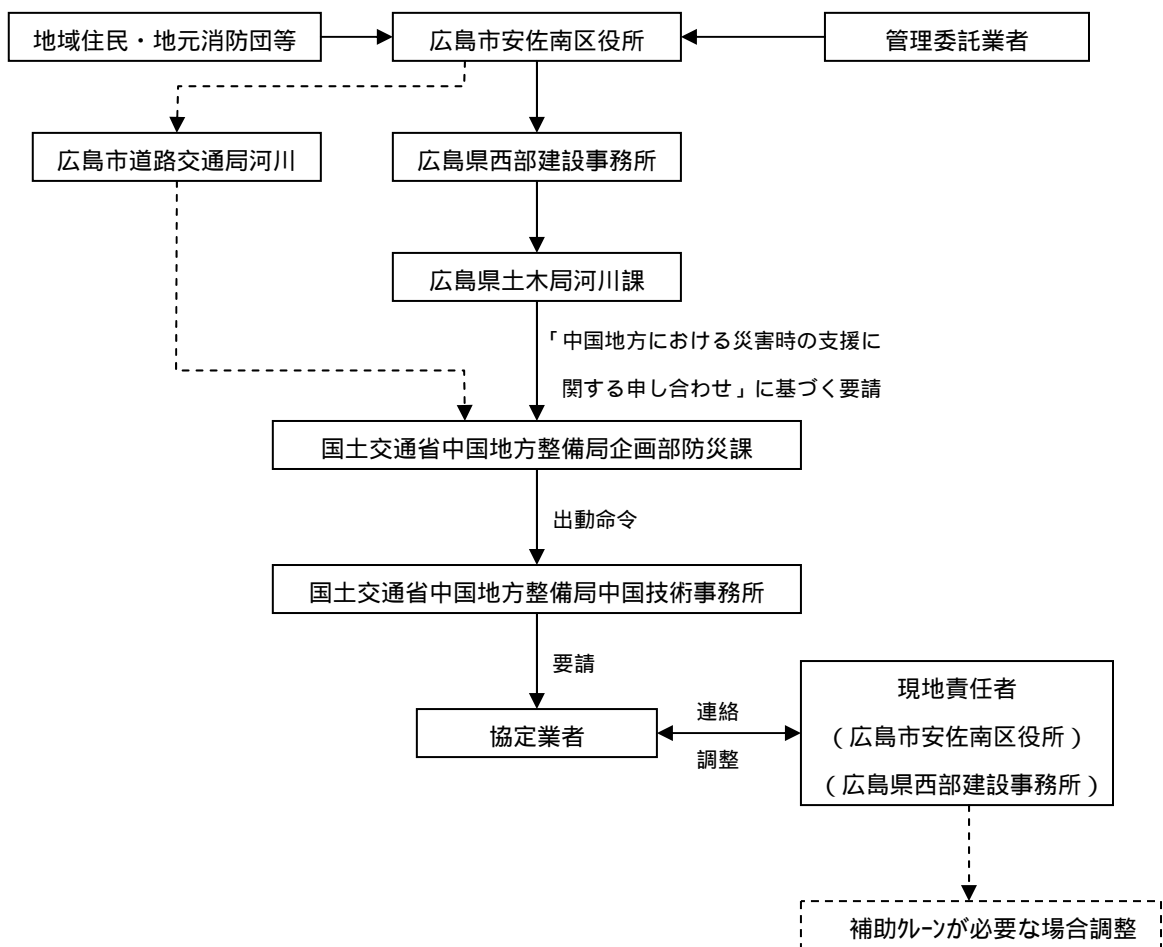 地域住民・地元消防団等
広島市安佐南区役所
管理委託業者
広島市道路交通局河川
広島県西部建設事務所
広島県土木局河川課
「中国地方における災害時の支援に
関する申し合わせ」に基づく要請
国土交通省中国地方整備局企画部防災課
出動命令
国土交通省中国地方整備局中国技術事務所
要請
協定業者
連絡
調整
現地責任者
（広島市安佐南区役所）
（広島県西部建設事務所）
補助ｸﾚｰﾝが必要な場合調整